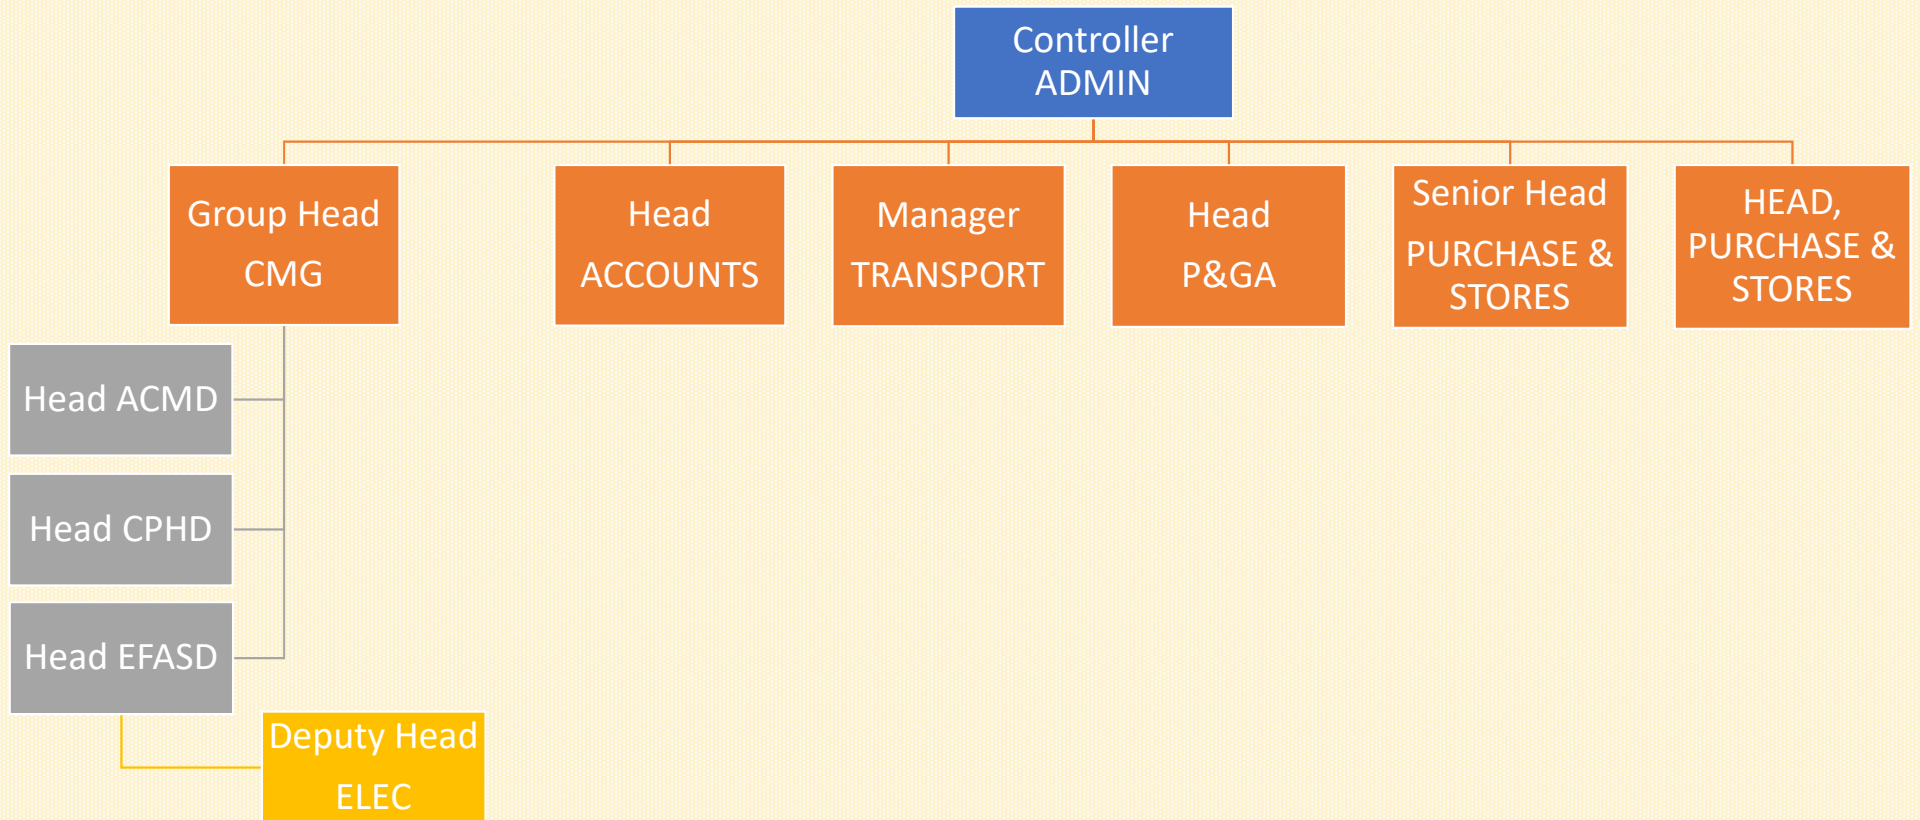 Controller
ADMIN
Group Head
CMG
Head
ACCOUNTS
Manager
TRANSPORT
Head
P&GA
Senior Head
PURCHASE &
STORES
HEAD,
PURCHASE &
STORES
Head ACMD
Head CPHD
Head EFASD
Deputy Head
ELEC